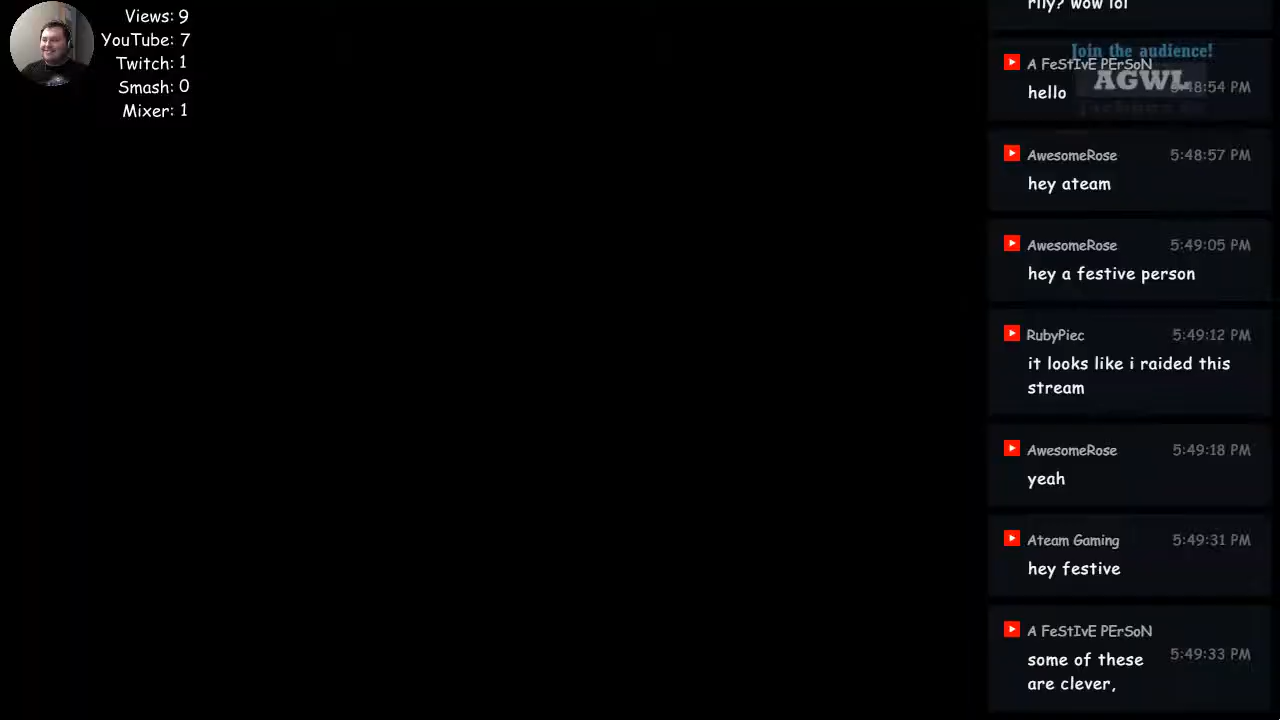 Views: 9
YouTube: 7
Twitch: 1
Smash: 0
Mixer: 1
rlly? wow lol
Join the audience!
A FeStIvE PErSoN
AGWL
hello
5:48:54 PM
AwesomeRose 5:48:57 PM
hey ateam
AwesomeRose 5:49:05 PM
hey a festive person
RubyPiec 5:49:12 PM
it looks like i raided this
stream
AwesomeRose 5:49:18 PM
yeah
Ateam Gaming 5:49:31 PM
hey festive
A FeStIvE PErSoN
some of these
are clever,
5:49:33 PM